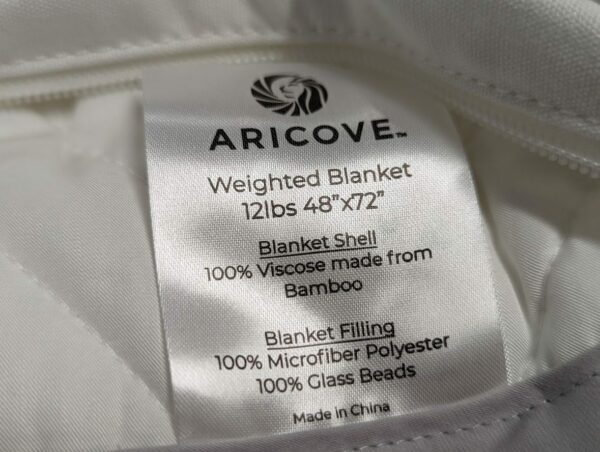 ARICOVE™
Weighted Blanket
12lbs 48”x72”
Blanket Shell
100% Viscose made from
Bamboo
Blanket Filling
100% Microfiber Polyester
100% Glass Beads
Made in China